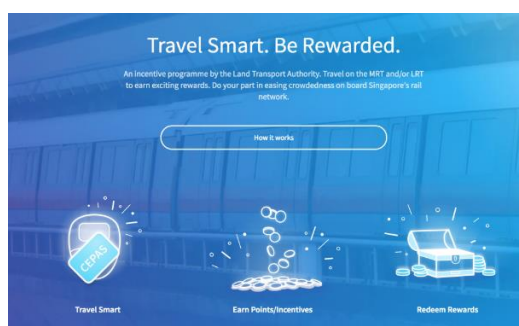 Travel Smart. Be Rewarded.
An incentive programme by the Land Transport Authority. Travel on the MRT and/or LRT
to earn exciting rewards. Do your part in easing crowdedness on board Singapore's rail
network.
How it works
CEPAS
Travel Smart
Earn Points/Incentives
Redeem Rewards